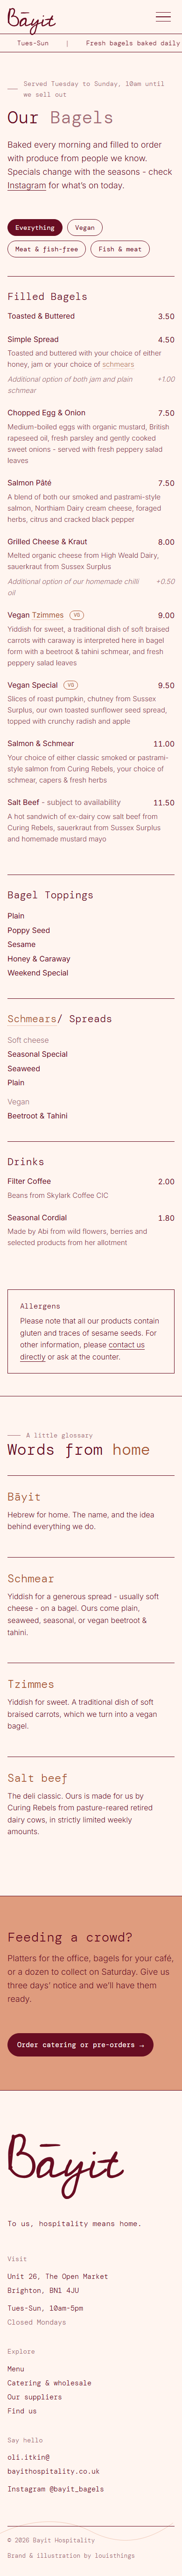 Bāyit
Tues-Sun | Fresh bagels baked daily
Served Tuesday to Sunday, 10am until
we sell out
Our Bagels
Baked every morning and filled to order
with produce from people we know.
Specials change with the seasons - check
Instagram for what's on today.
Everything
Vegan
Meat & fish-free
Fish & meat
Filled Bagels
Toasted & Buttered 3.50
Simple Spread 4.50
Toasted and buttered with your choice of either
honey, jam or your choice of schmears
Additional option of both jam and plain +1.00
schmear
Chopped Egg & Onion 7.50
Medium-boiled eggs with organic mustard, British
rapeseed oil, fresh parsley and gently cooked
sweet onions - served with fresh peppery salad
leaves
Salmon Pâté 7.50
A blend of both our smoked and pastrami-style
salmon, Northiam Dairy cream cheese, foraged
herbs, citrus and cracked black pepper
Grilled Cheese & Kraut 8.00
Melted organic cheese from High Weald Dairy,
sauerkraut from Sussex Surplus
Additional option of our homemade chilli +0.50
oil
Vegan Tzimmes VG 9.00
Yiddish for sweet, a traditional dish of soft braised
carrots with caraway is interpreted here in bagel
form with a beetroot & tahini schmear, and fresh
peppery salad leaves
Vegan Special VG 9.50
Slices of roast pumpkin, chutney from Sussex
Surplus, our own toasted sunflower seed spread,
topped with crunchy radish and apple
Salmon & Schmear 11.00
Your choice of either classic smoked or pastrami-
style salmon from Curing Rebels, your choice of
schmear, capers & fresh herbs
Salt Beef - subject to availability 11.50
A hot sandwich of ex-dairy cow salt beef from
Curing Rebels, sauerkraut from Sussex Surplus
and homemade mustard mayo
Bagel Toppings
Plain
Poppy Seed
Sesame
Honey & Caraway
Weekend Special
Schmears/ Spreads
Soft cheese
Seasonal Special
Seaweed
Plain
Vegan
Beetroot & Tahini
Drinks
Filter Coffee 2.00
Beans from Skylark Coffee CIC
Seasonal Cordial 1.80
Made by Abi from wild flowers, berries and
selected products from her allotment
Allergens
Please note that all our products contain
gluten and traces of sesame seeds. For
other information, please contact us
directly or ask at the counter.
A little glossary
Words from home
Bāyit
Hebrew for home. The name, and the idea
behind everything we do.
Schmear
Yiddish for a generous spread - usually soft
cheese - on a bagel. Ours come plain,
seaweed, seasonal, or vegan beetroot &
tahini.
Tzimmes
Yiddish for sweet. A traditional dish of soft
braised carrots, which we turn into a vegan
bagel.
Salt beef
The deli classic. Ours is made for us by
Curing Rebels from pasture-reared retired
dairy cows, in strictly limited weekly
amounts.
Feeding a crowd?
Platters for the office, bagels for your café,
or a dozen to collect on Saturday. Give us
three days' notice and we'll have them
ready.
Order catering or pre-orders →
Bāyit
To us, hospitality means home.
Visit
Unit 26, The Open Market
Brighton, BN1 4JU
Tues-Sun, 10am-5pm
Closed Mondays
Explore
Menu
Catering & wholesale
Our suppliers
Find us
Say hello
oli.itkin@
bayithospitality.co.uk
Instagram @bayit_bagels
© 2026 Bayit Hospitality
Brand & illustration by louisthings